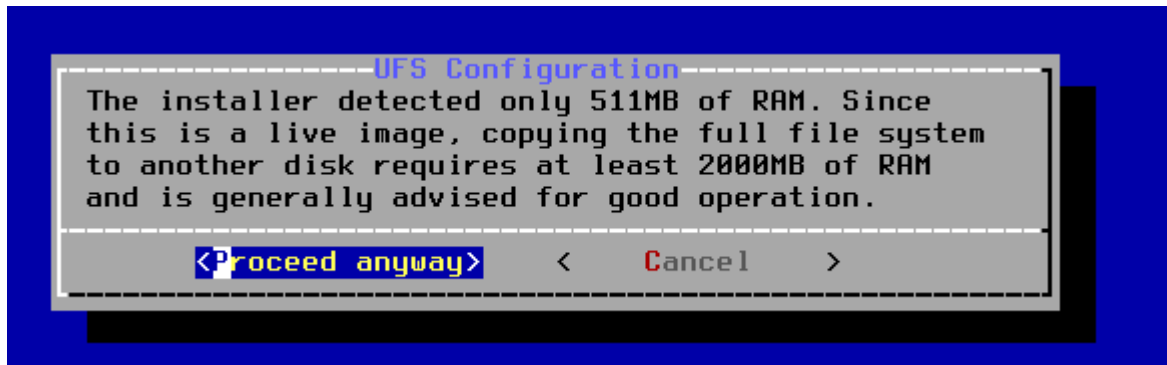 UFS Configuration
The installer detected only 511MB of RAM. Since
this is a live image, copying the full file system
to another disk requires at least 2000MB of RAM
and is generally advised for good operation.
<Proceed anyway> < Cancel >